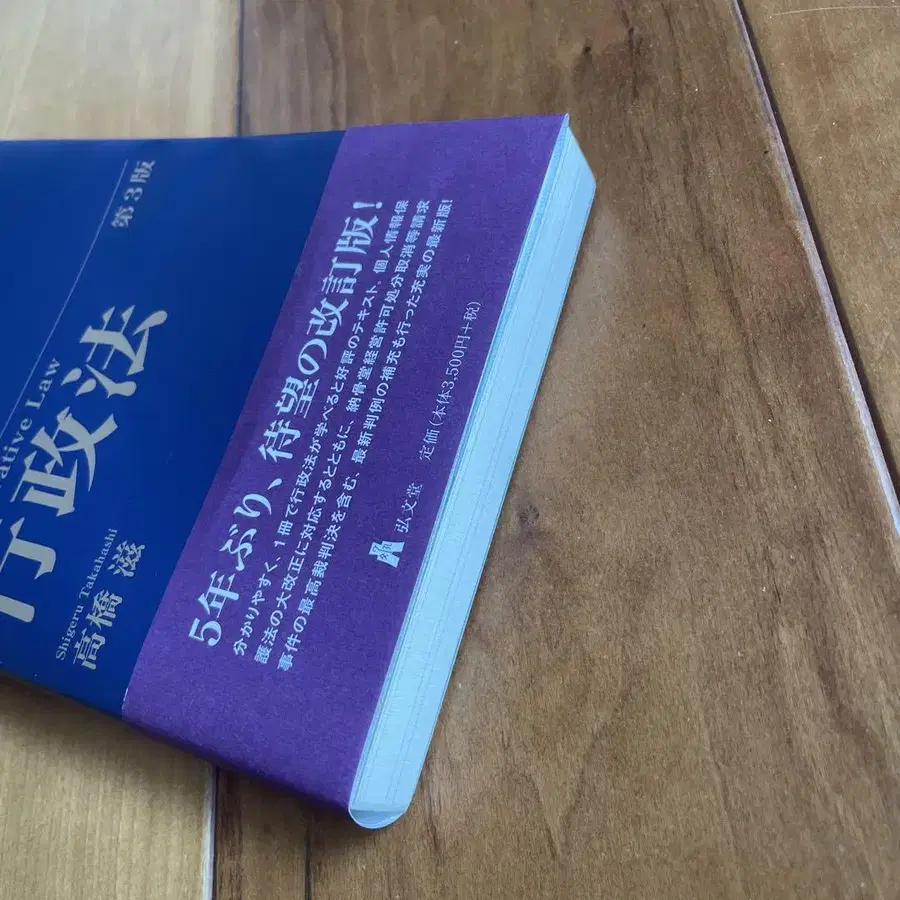 第3版
ative Law
行政法
Shigeru Takahashi
高橋 滋
5年ぶり、待望の改訂版!
分かりやすく、1冊で行政法が学べると好評のテキスト。個人情報保
護法の大改正に対応するとともに、納骨堂経営許可処分取消等請求
事件の最高裁判決を含む、最新判例の補充も行った充実の最新版!
弘文堂 定価(本体3,500円+税)